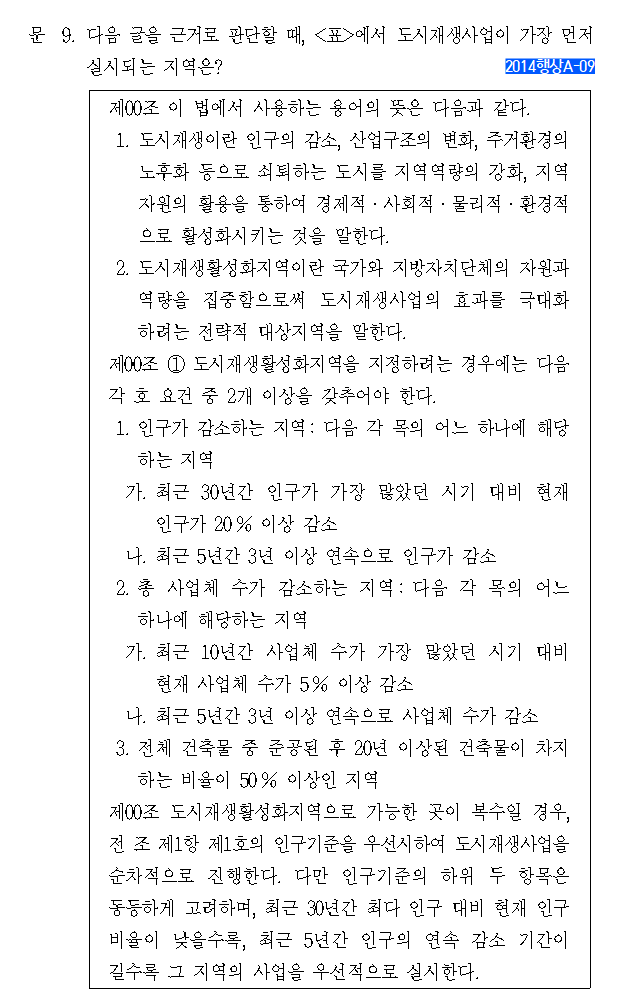 문 9. 다음 글을 근거로 판단할 때, <표>에서 도시재생사업이 가장 먼저
실시되는 지역은?
2014행상A-09
제00조 이 법에서 사용하는 용어의 뜻은 다음과 같다.
1. 도시재생이란 인구의 감소, 산업구조의 변화, 주거환경의
노후화 등으로 쇠퇴하는 도시를 지역역량의 강화, 지역
자원의 활용을 통하여 경제적·사회적·물리적·환경적
으로 활성화시키는 것을 말한다.
2. 도시재생활성화지역이란 국가와 지방자치단체의 자원과
역량을 집중함으로써 도시재생사업의 효과를 극대화
하려는 전략적 대상지역을 말한다.
제00조 ① 도시재생활성화지역을 지정하려는 경우에는 다음
각 호 요건 중 2개 이상을 갖추어야 한다.
1. 인구가 감소하는 지역: 다음 각 목의 어느 하나에 해당
하는 지역
가. 최근 30년간 인구가 가장 많았던 시기 대비 현재
인구가 20% 이상 감소
나. 최근 5년간 3년 이상 연속으로 인구가 감소
2. 총 사업체 수가 감소하는 지역: 다음 각 목의 어느
하나에 해당하는 지역
가. 최근 10년간 사업체 수가 가장 많았던 시기 대비
현재 사업체 수가 5% 이상 감소
나. 최근 5년간 3년 이상 연속으로 사업체 수가 감소
3. 전체 건축물 중 준공된 후 20년 이상된 건축물이 차지
하는 비율이 50% 이상인 지역
제00조 도시재생활성화지역으로 가능한 곳이 복수일 경우,
전 조 제1항 제1호의 인구기준을 우선시하여 도시재생사업을
순차적으로 진행한다. 다만 인구기준의 하위 두 항목은
동등하게 고려하며, 최근 30년간 최다 인구 대비 현재 인구
비율이 낮을수록, 최근 5년간 인구의 연속 감소 기간이
길수록 그 지역의 사업을 우선적으로 실시한다.